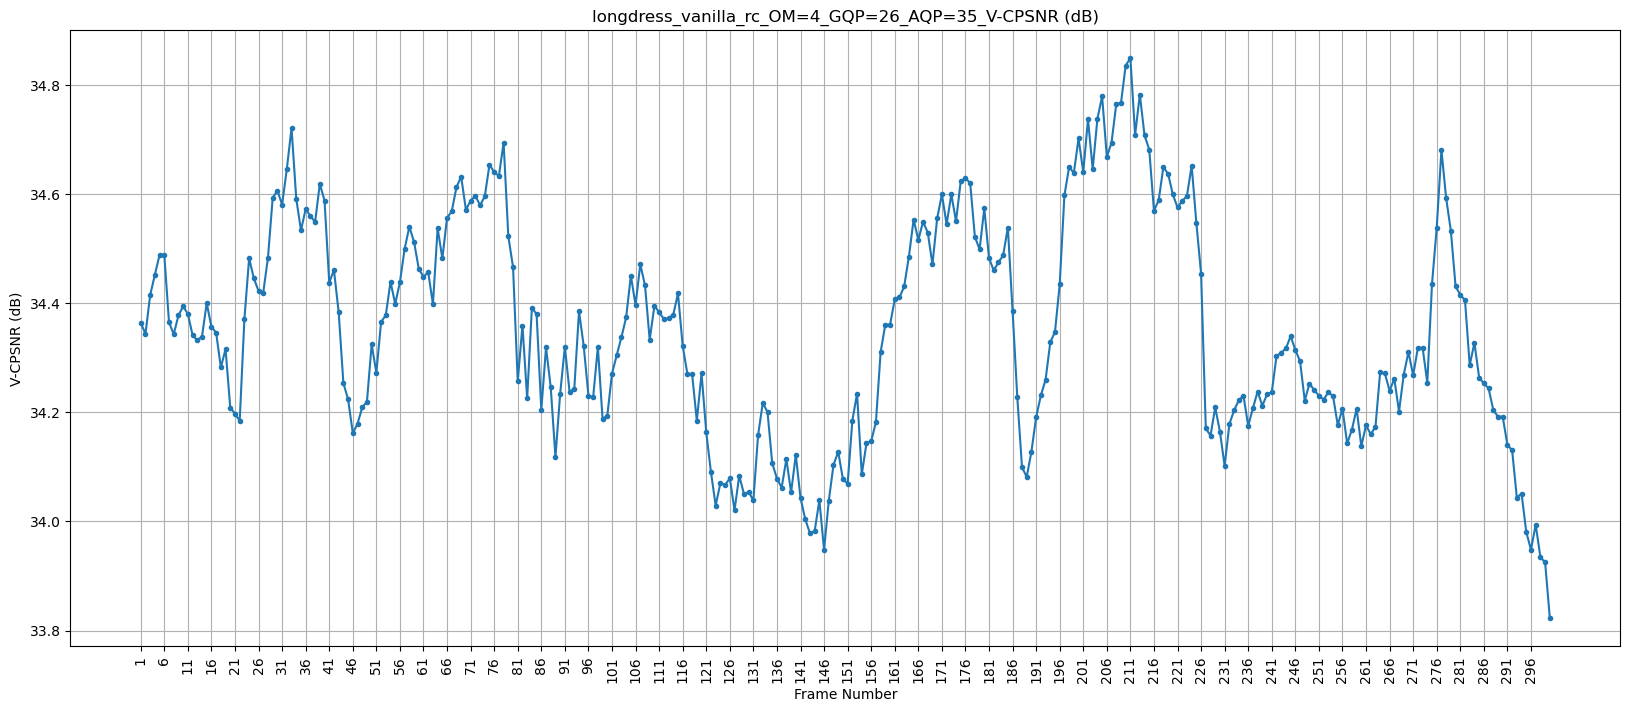 longdress_vanilla_rc_OM=4_GQP=26_AQP=35_V-CPSNR (dB)
V-CPSNR (dB)
34.8
34.6
34.4
34.2
34.0
33.8
1 6 11 16 21 26 31 36 41 46 51 56 61 66 71 76 81 86 91 96 101 106 111 116 121 126 131 136 141 146 151 156 161 166 171 176 181 186 191 196 201 206 211 216 221 226 231 236 241 246 251 256 261 266 271 276 281 286 291 296
Frame Number